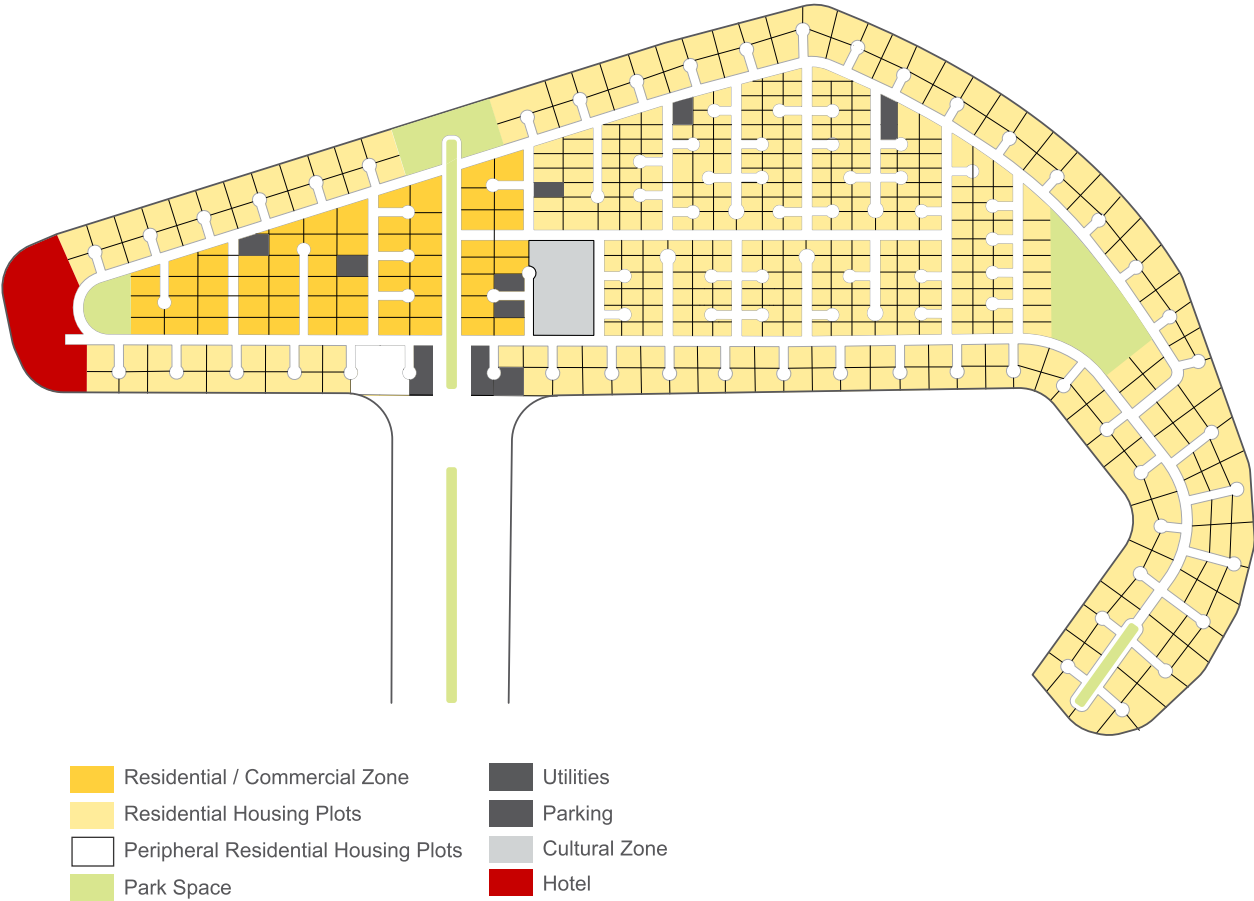 Residential / Commercial Zone
Residential Housing Plots
Peripheral Residential Housing Plots
Park Space
Utilities
Parking
Cultural Zone
Hotel